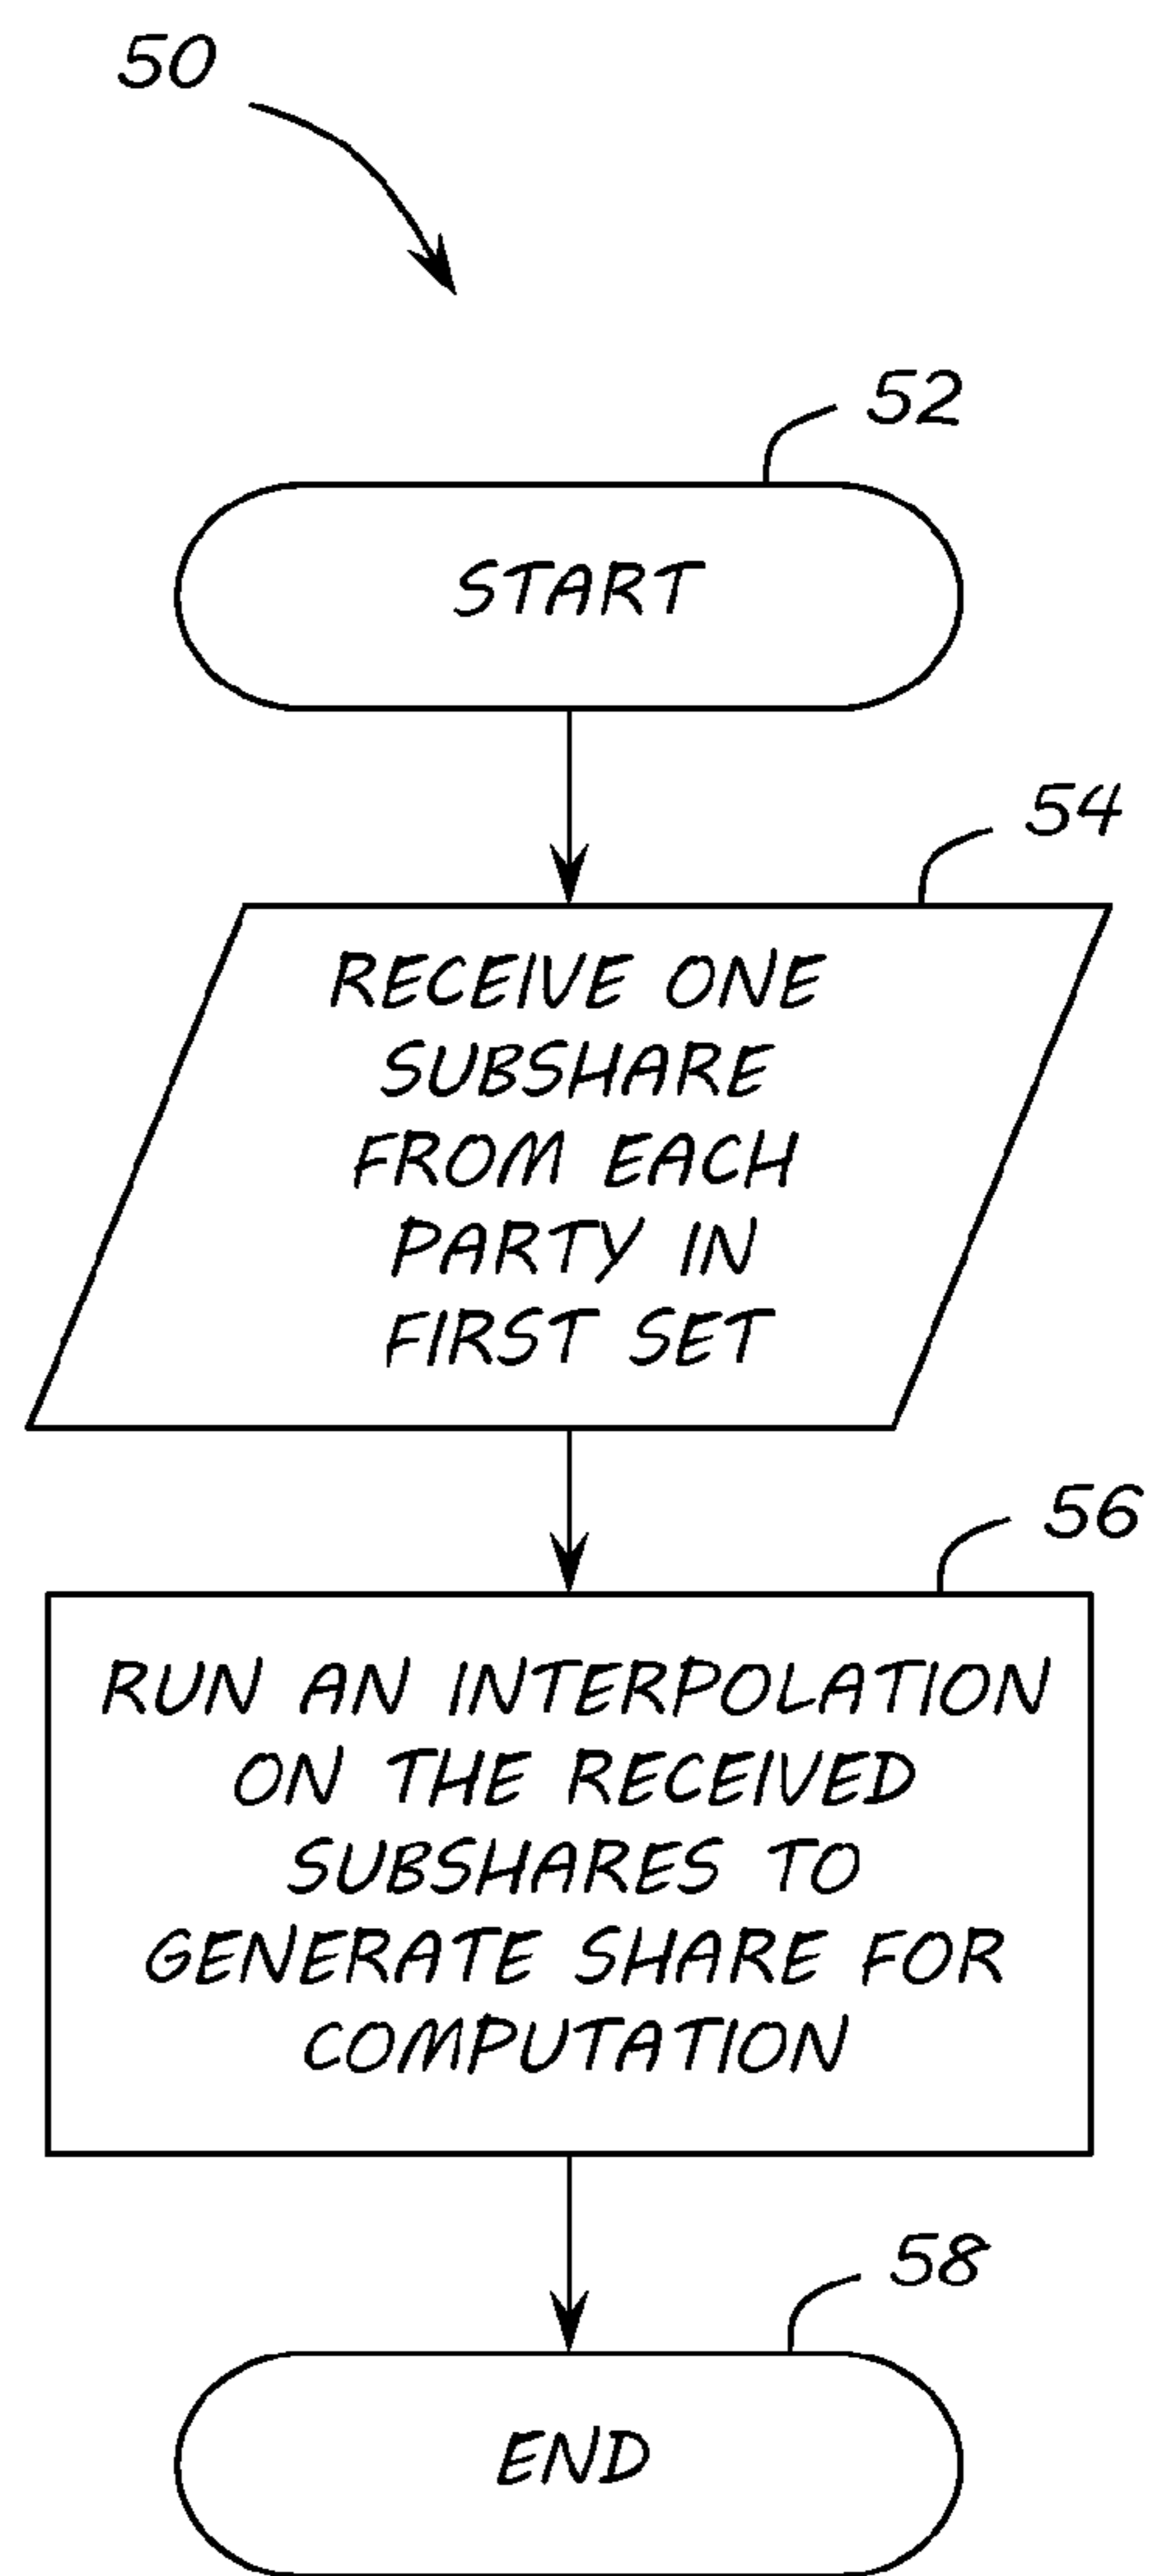 50
52
START
54
RECEIVE ONE
SUBSHARE
FROM EACH
PARTY IN
FIRST SET
56
RUN AN INTERPOLATION
ON THE RECEIVED
SUBSHARES TO
GENERATE SHARE FOR
COMPUTATION
58
END